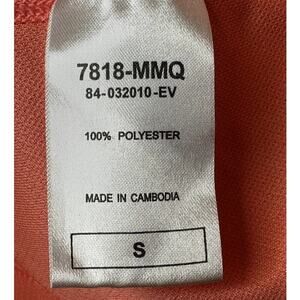 7818-MMQ
84-032010-EV
100% POLYESTER
MADE IN CAMBODIA
S